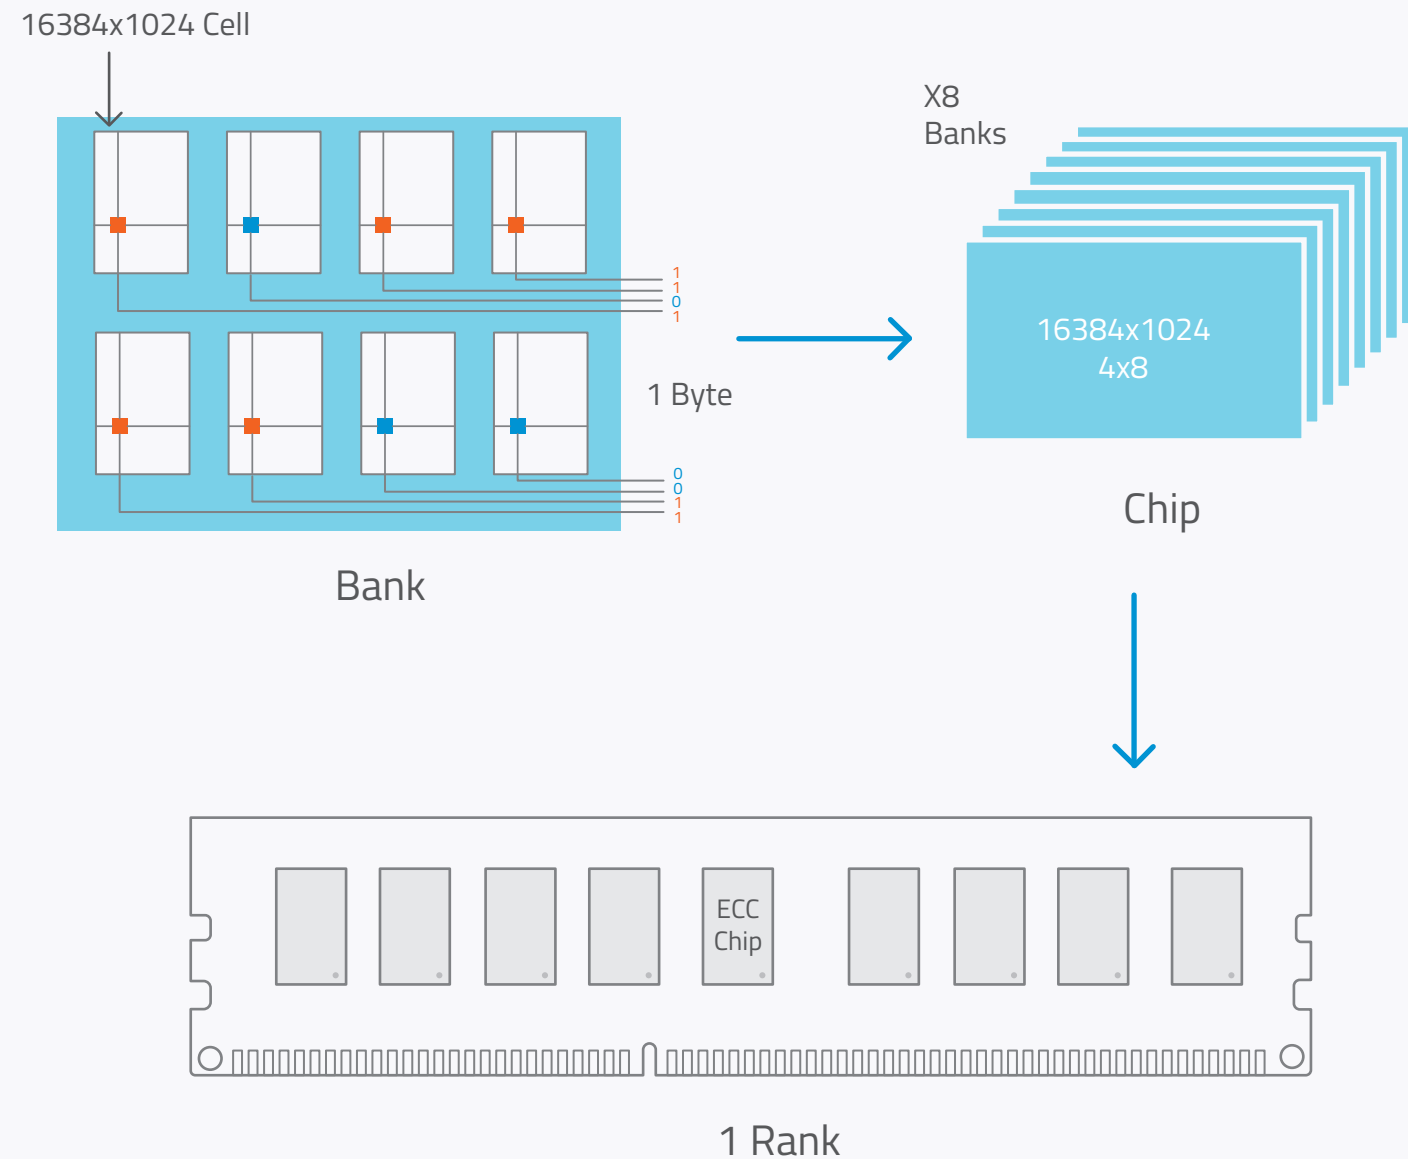 16384x1024 Cell
X8
Banks
1
1
0
1
16384x1024
4x8
1 Byte
0
0
1
1
Chip
Bank
ECC
Chip
1 Rank